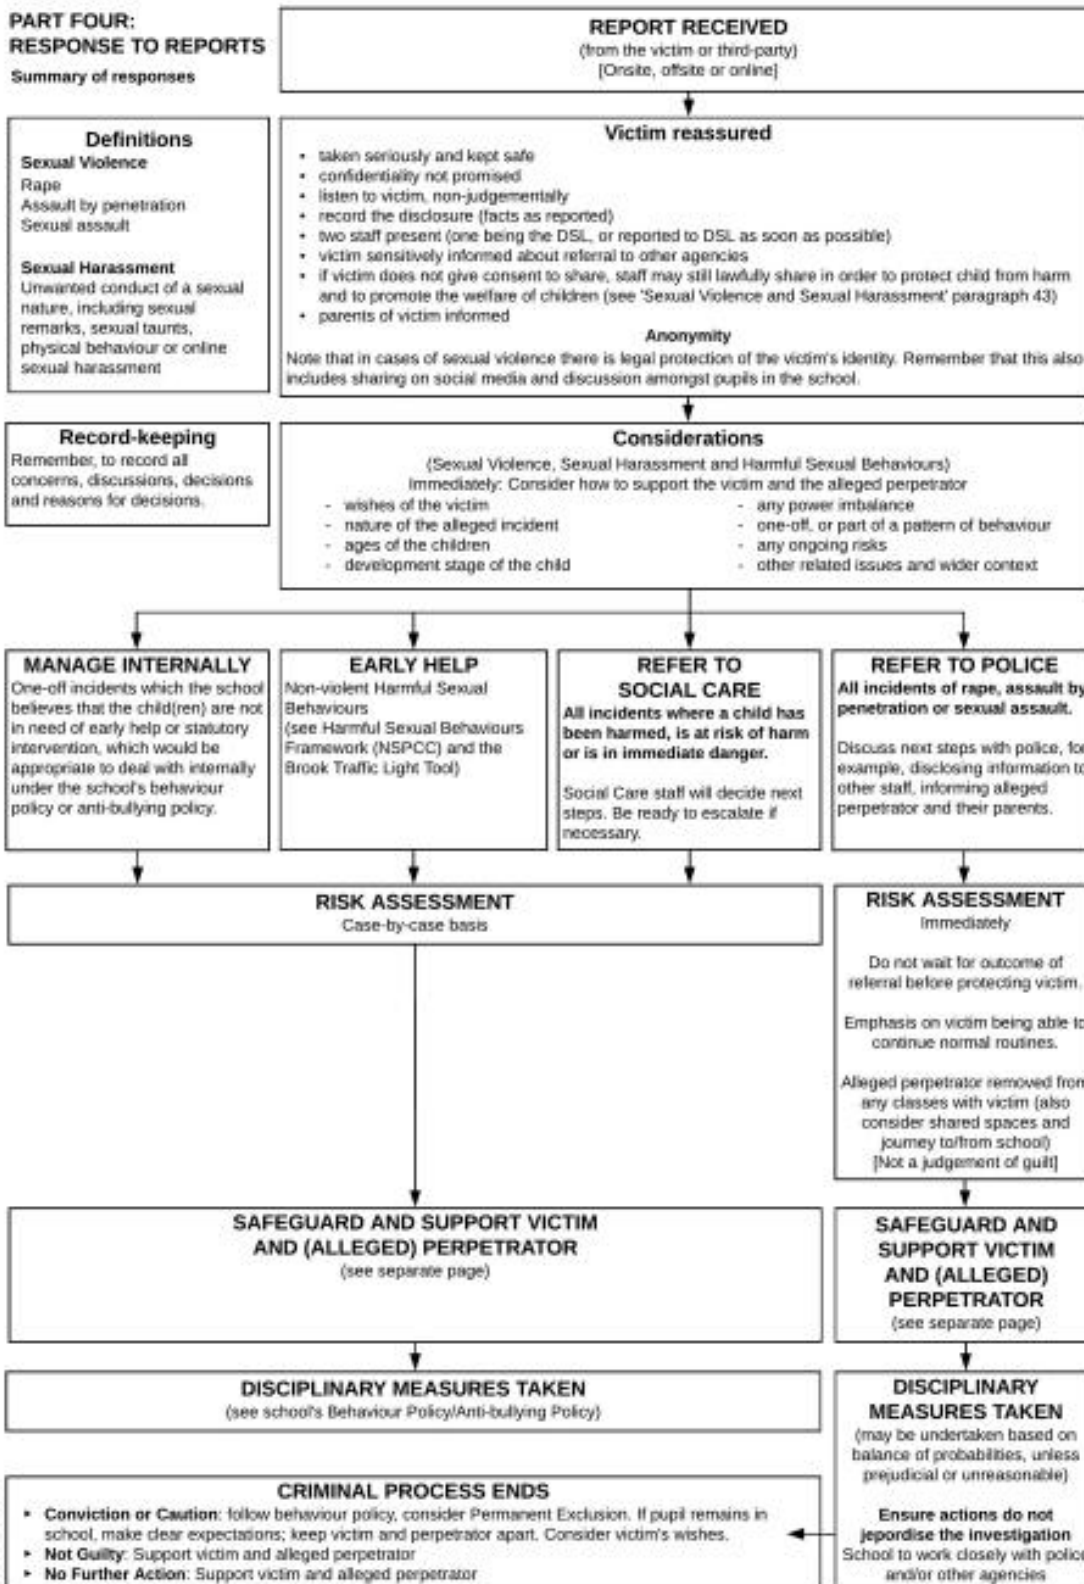 PART FOUR:
RESPONSE TO REPORTS
Summary of responses
REPORT RECEIVED
(from the victim or third-party)
[Onsite, offsite or online]
Definitions
Sexual Violence
Rape
Assault by penetration
Sexual assault
Sexual Harassment
Unwanted conduct of a sexual
nature, including sexual
remarks, sexual taunts,
physical behaviour or online
sexual harassment
Victim reassured
• taken seriously and kept safe
• confidentiality not promised
• listen to victim, non-judgementally
• record the disclosure (facts as reported)
• two staff present (one being the DSL, or reported to DSL as soon as possible)
• victim sensitively informed about referral to other agencies
• if victim does not give consent to share, staff may still lawfully share in order to protect child from harm
and to promote the welfare of children (see 'Sexual Violence and Sexual Harassment' paragraph 43)
• parents of victim informed
Anonymity
Note that in cases of sexual violence there is legal protection of the victim's identity. Remember that this also
includes sharing on social media and discussion amongst pupils in the school.
Record-keeping
Remember, to record all
concerns, discussions, decisions
and reasons for decisions.
Considerations
(Sexual Violence, Sexual Harassment and Harmful Sexual Behaviours)
Immediately: Consider how to support the victim and the alleged perpetrator
- wishes of the victim
- nature of the alleged incident
- ages of the children
- development stage of the child
- any power imbalance
- one-off, or part of a pattern of behaviour
- any ongoing risks
- other related issues and wider context
MANAGE INTERNALLY
One-off incidents which the school
believes that the child(ren) are not
in need of early help or statutory
intervention, which would be
appropriate to deal with internally
under the school's behaviour
policy or anti-bullying policy.
EARLY HELP
Non-violent Harmful Sexual
Behaviours
(see Harmful Sexual Behaviours
Framework (NSPCC) and the
Brook Traffic Light Tool)
REFER TO
SOCIAL CARE
All incidents where a child has
been harmed, is at risk of harm
or is in immediate danger.
Social Care staff will decide next
steps. Be ready to escalate if
necessary.
REFER TO POLICE
All incidents of rape, assault by
penetration or sexual assault.
Discuss next steps with police, for
example, disclosing information to
other staff, informing alleged
perpetrator and their parents.
RISK ASSESSMENT
Case-by-case basis
RISK ASSESSMENT
Immediately
Do not wait for outcome of
referral before protecting victim.
Emphasis on victim being able to
continue normal routines.
Alleged perpetrator removed from
any classes with victim (also
consider shared spaces and
journey to/from school)
[Not a judgement of guilt]
SAFEGUARD AND SUPPORT VICTIM
AND (ALLEGED) PERPETRATOR
(see separate page)
SAFEGUARD AND
SUPPORT VICTIM
AND (ALLEGED)
PERPETRATOR
(see separate page)
DISCIPLINARY MEASURES TAKEN
(see school's Behaviour Policy/Anti-bullying Policy)
DISCIPLINARY
MEASURES TAKEN
(may be undertaken based on
balance of probabilities, unless
prejudicial or unreasonable)
Ensure actions do not
jepordise the investigation
School to work closely with police
and/or other agencies
CRIMINAL PROCESS ENDS
▸ Conviction or Caution: follow behaviour policy, consider Permanent Exclusion. If pupil remains in
school, make clear expectations; keep victim and perpetrator apart. Consider victim's wishes.
▸ Not Guilty: Support victim and alleged perpetrator
▸ No Further Action: Support victim and alleged perpetrator